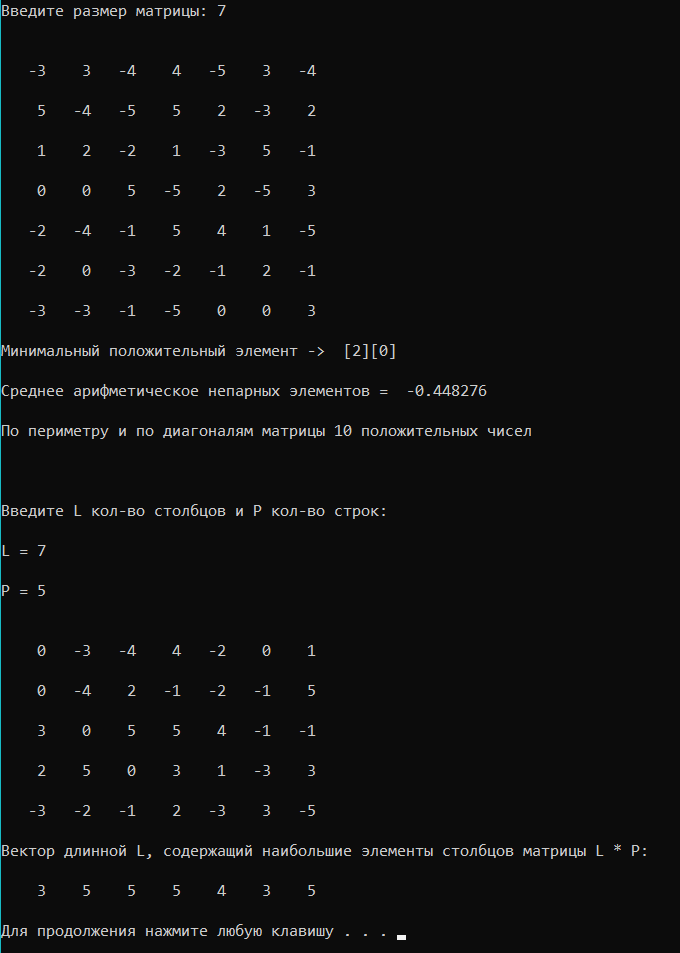 Введите размер матрицы: 7
-3 3 -4 4 -5 3 -4
5 -4 -5 5 2 -3 2
1 2 -2 1 -3 5 -1
0 0 5 -5 2 -5 3
-2 -4 -1 5 4 1 -5
-2 0 -3 -2 -1 2 -1
-3 -3 -1 -5 0 0 3
Минимальный положительный элемент -> [2][0]
Среднее арифметическое непарных элементов = -0.448276
По периметру и по диагоналям матрицы 10 положительных чисел
Введите L кол-во столбцов и P кол-во строк:
L = 7
P = 5
0 -3 -4 4 -2 0 1
0 -4 2 -1 -2 -1 5
3 0 5 5 4 -1 -1
2 5 0 3 1 -3 3
-3 -2 -1 2 -3 3 -5
Вектор длинной L, содержащий наибольшие элементы столбцов матрицы L * P:
3 5 5 5 4 3 5
Для продолжения нажмите любую клавишу . . .